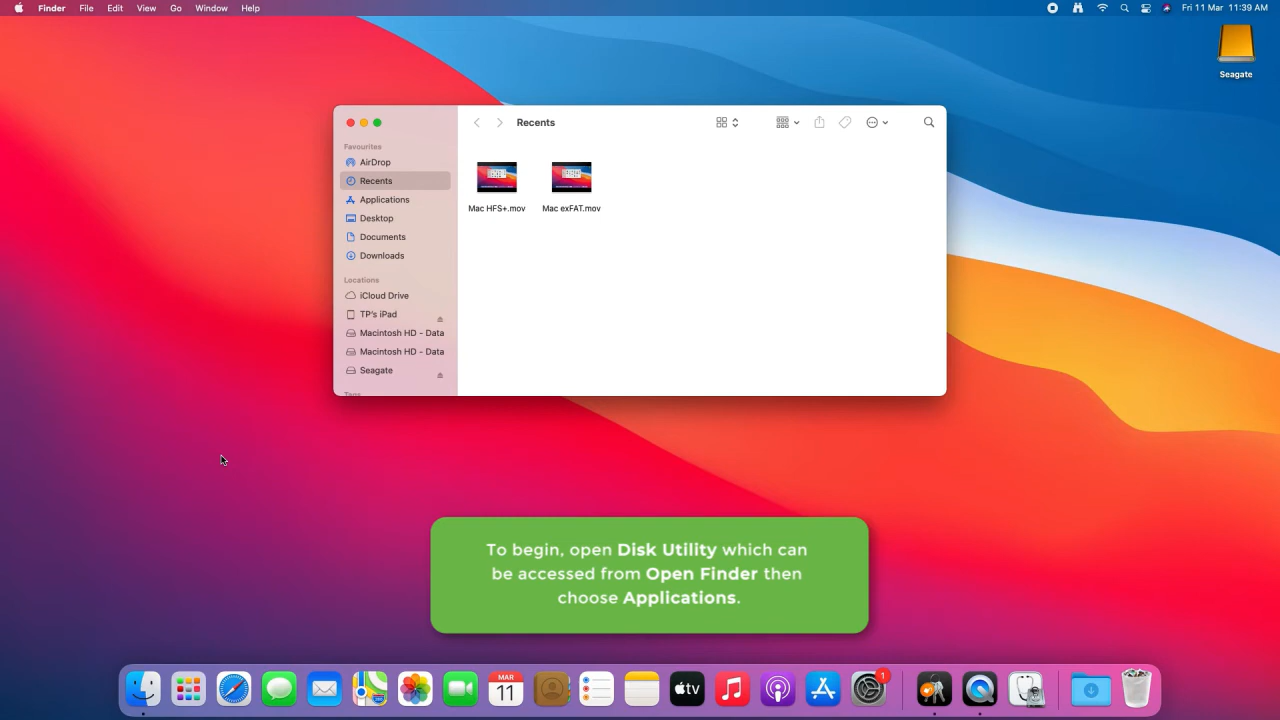 Finder File Edit View Go Window Help
Fri 11 Mar 11:39 AM
Seagate
Recents
Favourites
AirDrop
Recents
Applications
Desktop
Documents
Downloads
Locations
iCloud Drive
TP's iPad
Macintosh HD - Data
Macintosh HD - Data
Seagate
Tags
Mac HFS+.mov Mac exFAT.mov
To begin, open Disk Utility which can
be accessed from Open Finder then
choose Applications.
MAR
11
tv
1